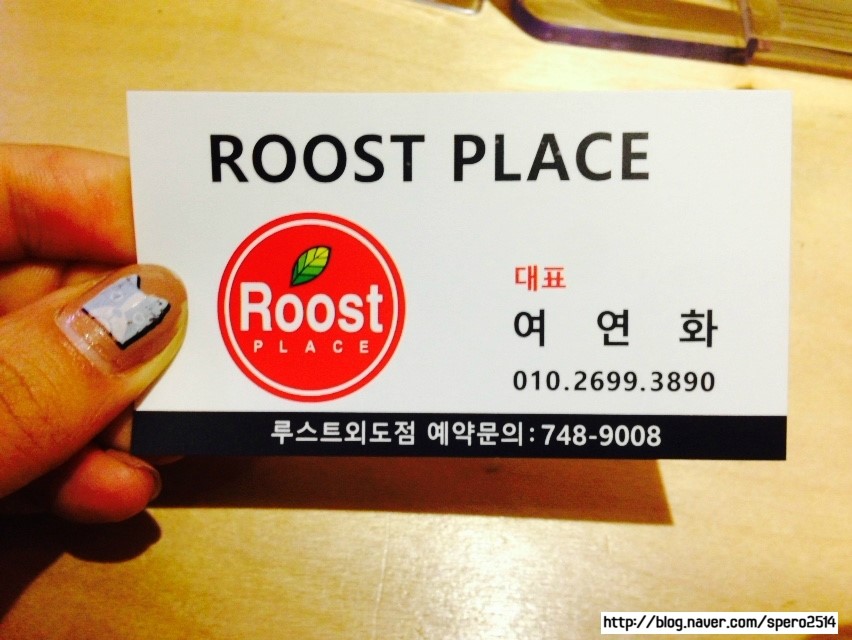 ROOST PLACE
Roost
PLACE
대표
여 연 화
010.2699.3890
루스트외도점 예약문의:748-9008
http://blog.naver.com/spero2514